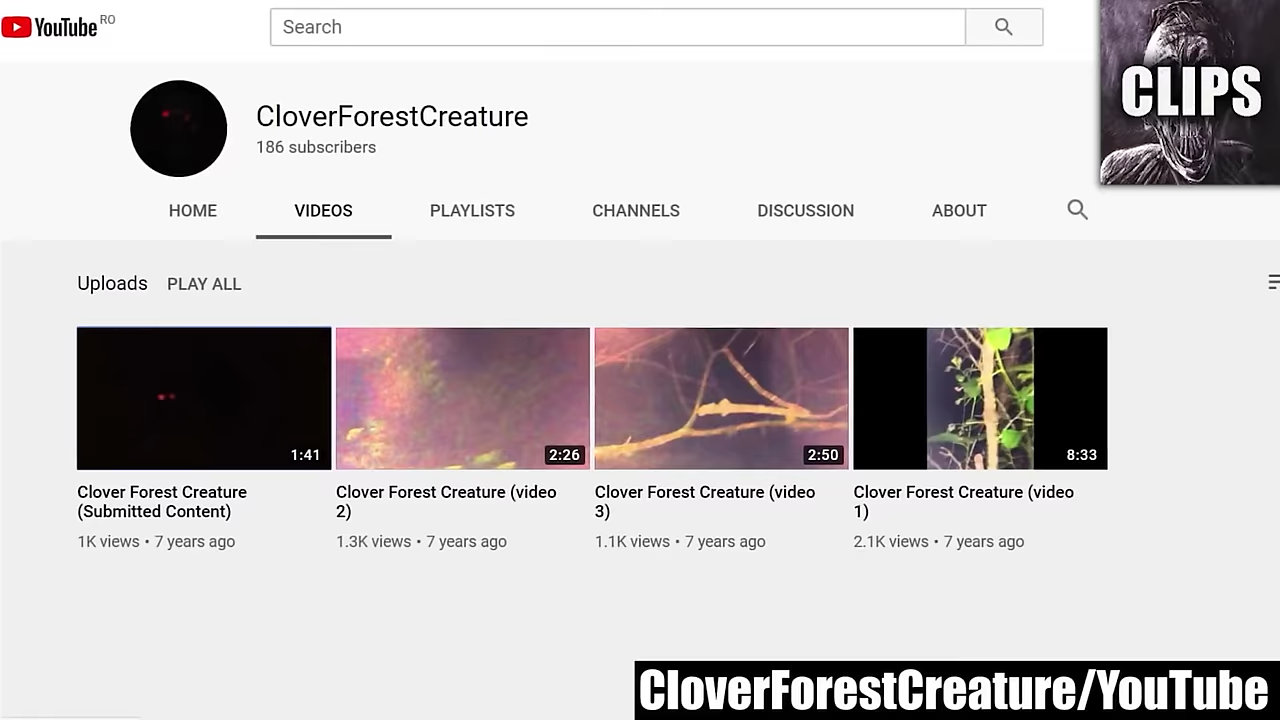 YouTube RO
Search
CLIPS
CloverForestCreature
186 subscribers
HOME VIDEOS PLAYLISTS CHANNELS DISCUSSION ABOUT
Uploads PLAY ALL
1:41 2:26 2:50 8:33
Clover Forest Creature
(Submitted Content)
1K views • 7 years ago
Clover Forest Creature (video
2)
1.3K views • 7 years ago
Clover Forest Creature (video
3)
1.1K views • 7 years ago
Clover Forest Creature (video
1)
2.1K views • 7 years ago
CloverForestCreature/YouTube